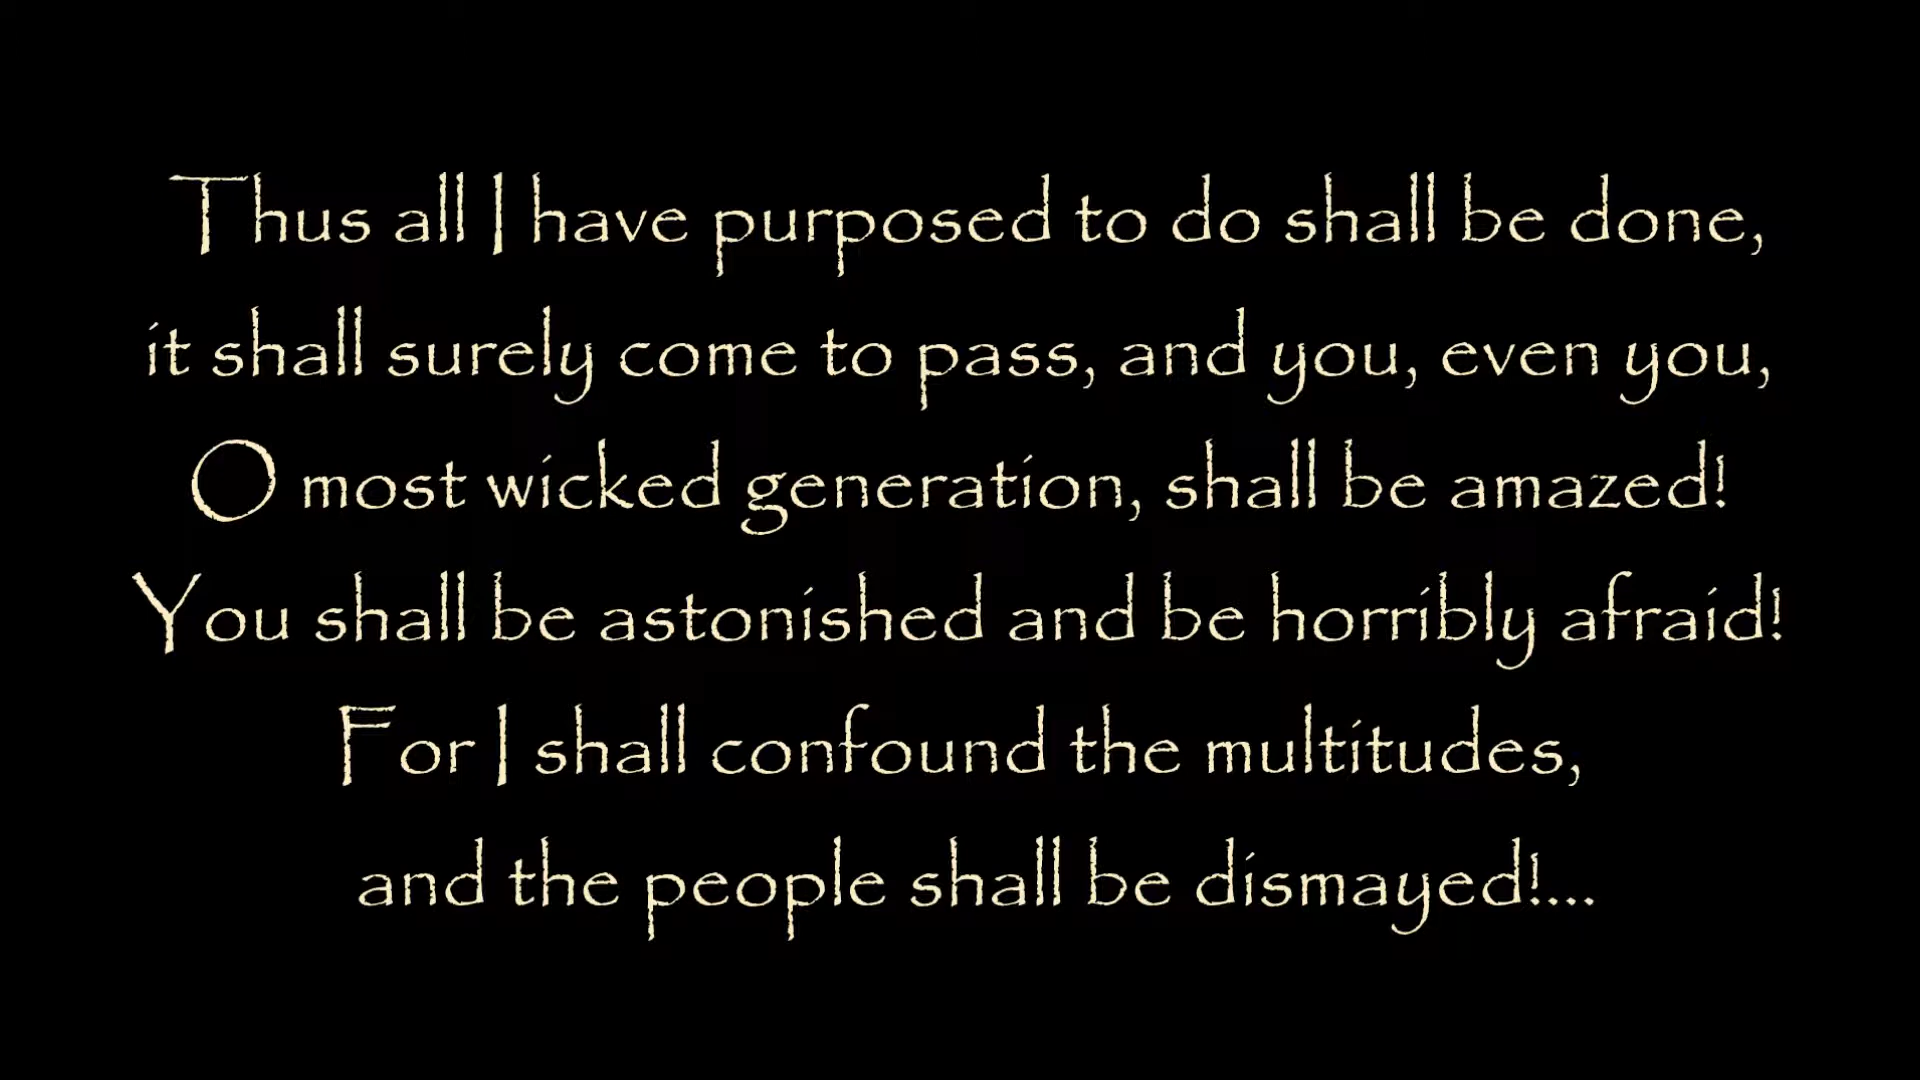 Thus all I have purposed to do shall be done,
it shall surely come to pass, and you, even you,
O most wicked generation, shall be amazed!
You shall be astonished and be horribly afraid!
For I shall confound the multitudes,
and the people shall be dismayed!...